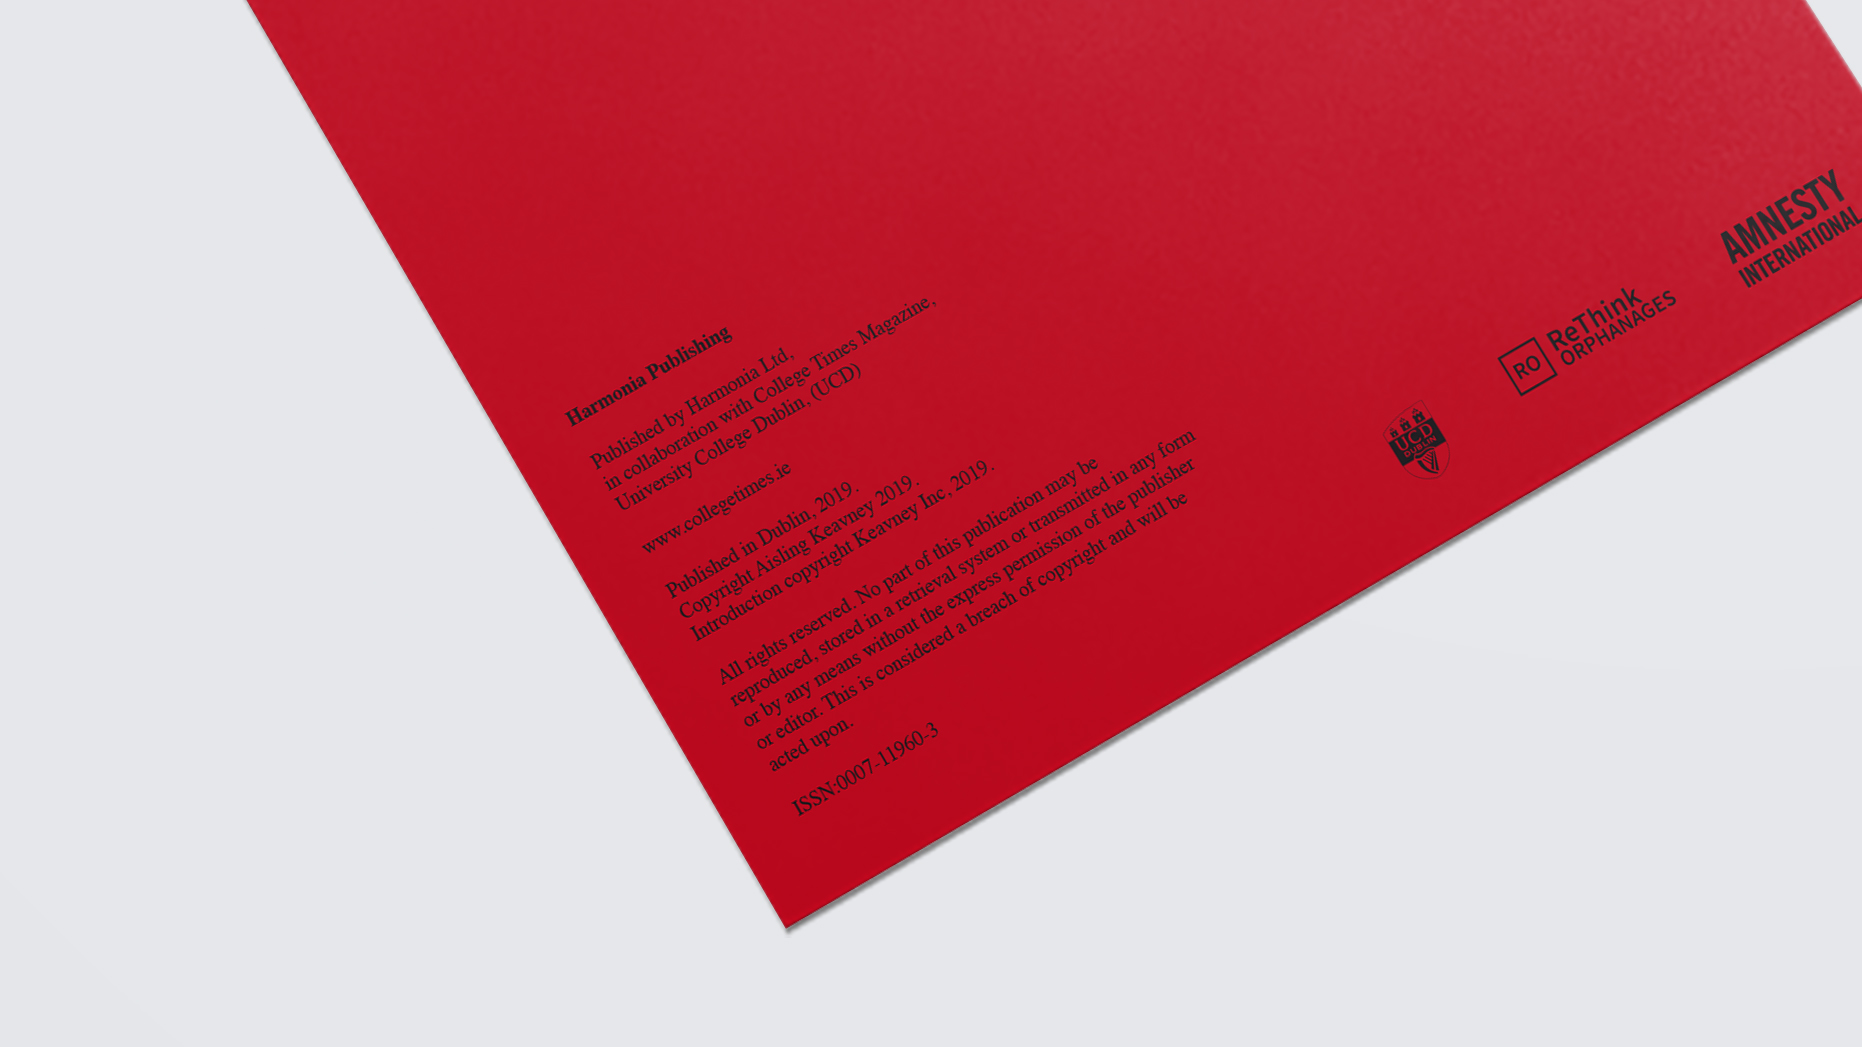 Harmonia Publishing
Published by Harmonia Ltd,
in collaboration with College Times Magazine,
University College Dublin, (UCD)
www.collegetimes.ie
Published in Dublin, 2019.
Copyright Aisling Keavney 2019.
Introduction copyright Keavney Inc, 2019.
All rights reserved. No part of this publication may be
reproduced, stored in a retrieval system or transmitted in any form
or by any means without the express permission of the publisher
or editor. This is considered a breach of copyright and will be
acted upon.
ISSN:0007-11960-3
UCD
DUBLIN
RO
ReThink
ORPHANAGES
AMNESTY
INTERNATIONAL